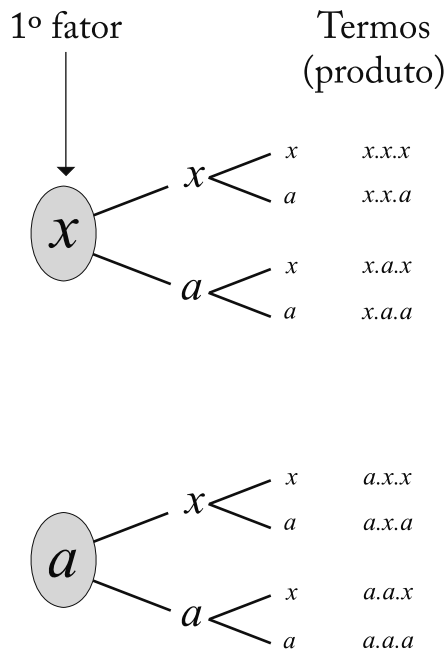 1º fator
Termos
(produto)
x x x x.x.x
a x.x.a
a x x.a.x
a x.a.a
a x x a.x.x
a a.x.a
a x a.a.x
a a.a.a